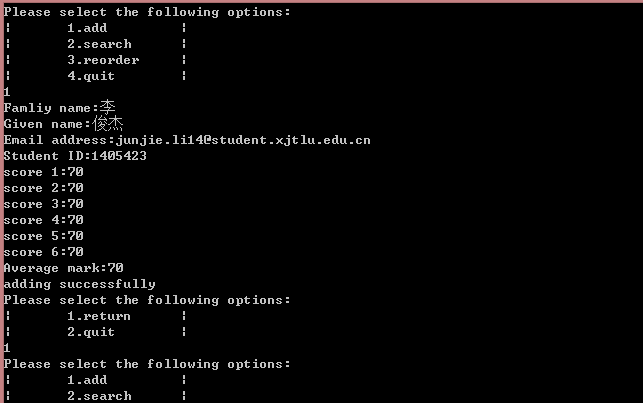 Please select the following options:
¦ 1.add ¦
¦ 2.search ¦
¦ 3.reorder ¦
¦ 4.quit ¦
1
Famliy name:李
Given name:俊杰
Email address:junjie.li14@student.xjtlu.edu.cn
Student ID:1405423
score 1:70
score 2:70
score 3:70
score 4:70
score 5:70
score 6:70
Average mark:70
adding successfully
Please select the following options:
¦ 1.return ¦
¦ 2.quit ¦
1
Please select the following options:
¦ 1.add ¦
¦ 2.search ¦